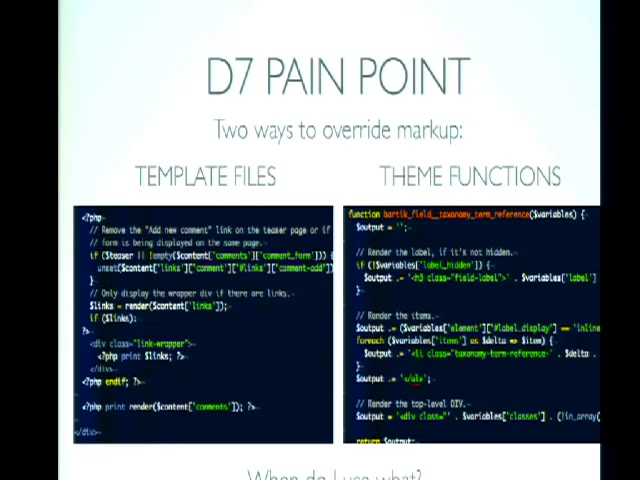 D7 PAIN POINT
Two ways to override markup:
TEMPLATE FILES
THEME FUNCTIONS
<?php
// Remove the "Add new comment" link on the teaser page or if
// form is being displayed on the same page.
if ($teaser || !empty($content['comments']['comment_form'])) {
unset($content['links']['comment']['#links']['comment-add']
}
// Only display the wrapper div if there are links.
$links = render($content['links']);
if ($links):
?>
<div class="link-wrapper">
<?php print $links; ?>
</div>
<?php endif; ?>
<?php print render($content['comments']); ?>
</div>
function bartik_field__taxonomy_term_reference($variables) {
$output = '';
// Render the label, if it's not hidden.
if (!$variables['label_hidden']) {
$output .= '<h3 class="field-label">' . $variables['label']
}
// Render the items.
$output .= ($variables['element']['#label_display'] == 'inline
foreach ($variables['items'] as $delta => $item) {
$output .= '<li class="taxonomy-term-reference-' . $delta .
}
$output .= '</ul>';
// Render the top-level DIV.
$output = '<div class="' . $variables['classes'] . (!in_array(
return $output;
When do I use what?